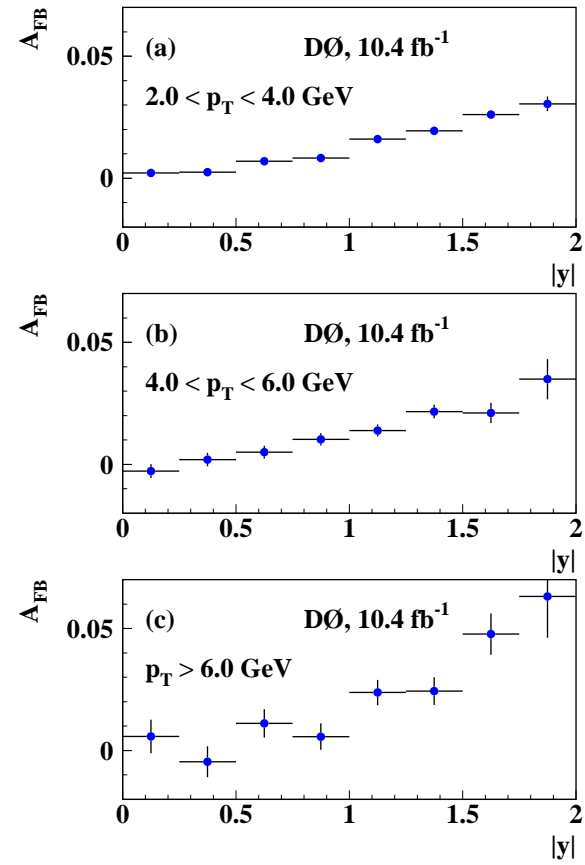 A_FB
0.05
(a)
DØ, 10.4 fb⁻¹
2.0 < p_T < 4.0 GeV
0
0 0.5 1 1.5 2
|y|
A_FB
0.05
(b)
DØ, 10.4 fb⁻¹
4.0 < p_T < 6.0 GeV
0
0 0.5 1 1.5 2
|y|
A_FB
0.05
(c)
DØ, 10.4 fb⁻¹
p_T > 6.0 GeV
0
0 0.5 1 1.5 2
|y|